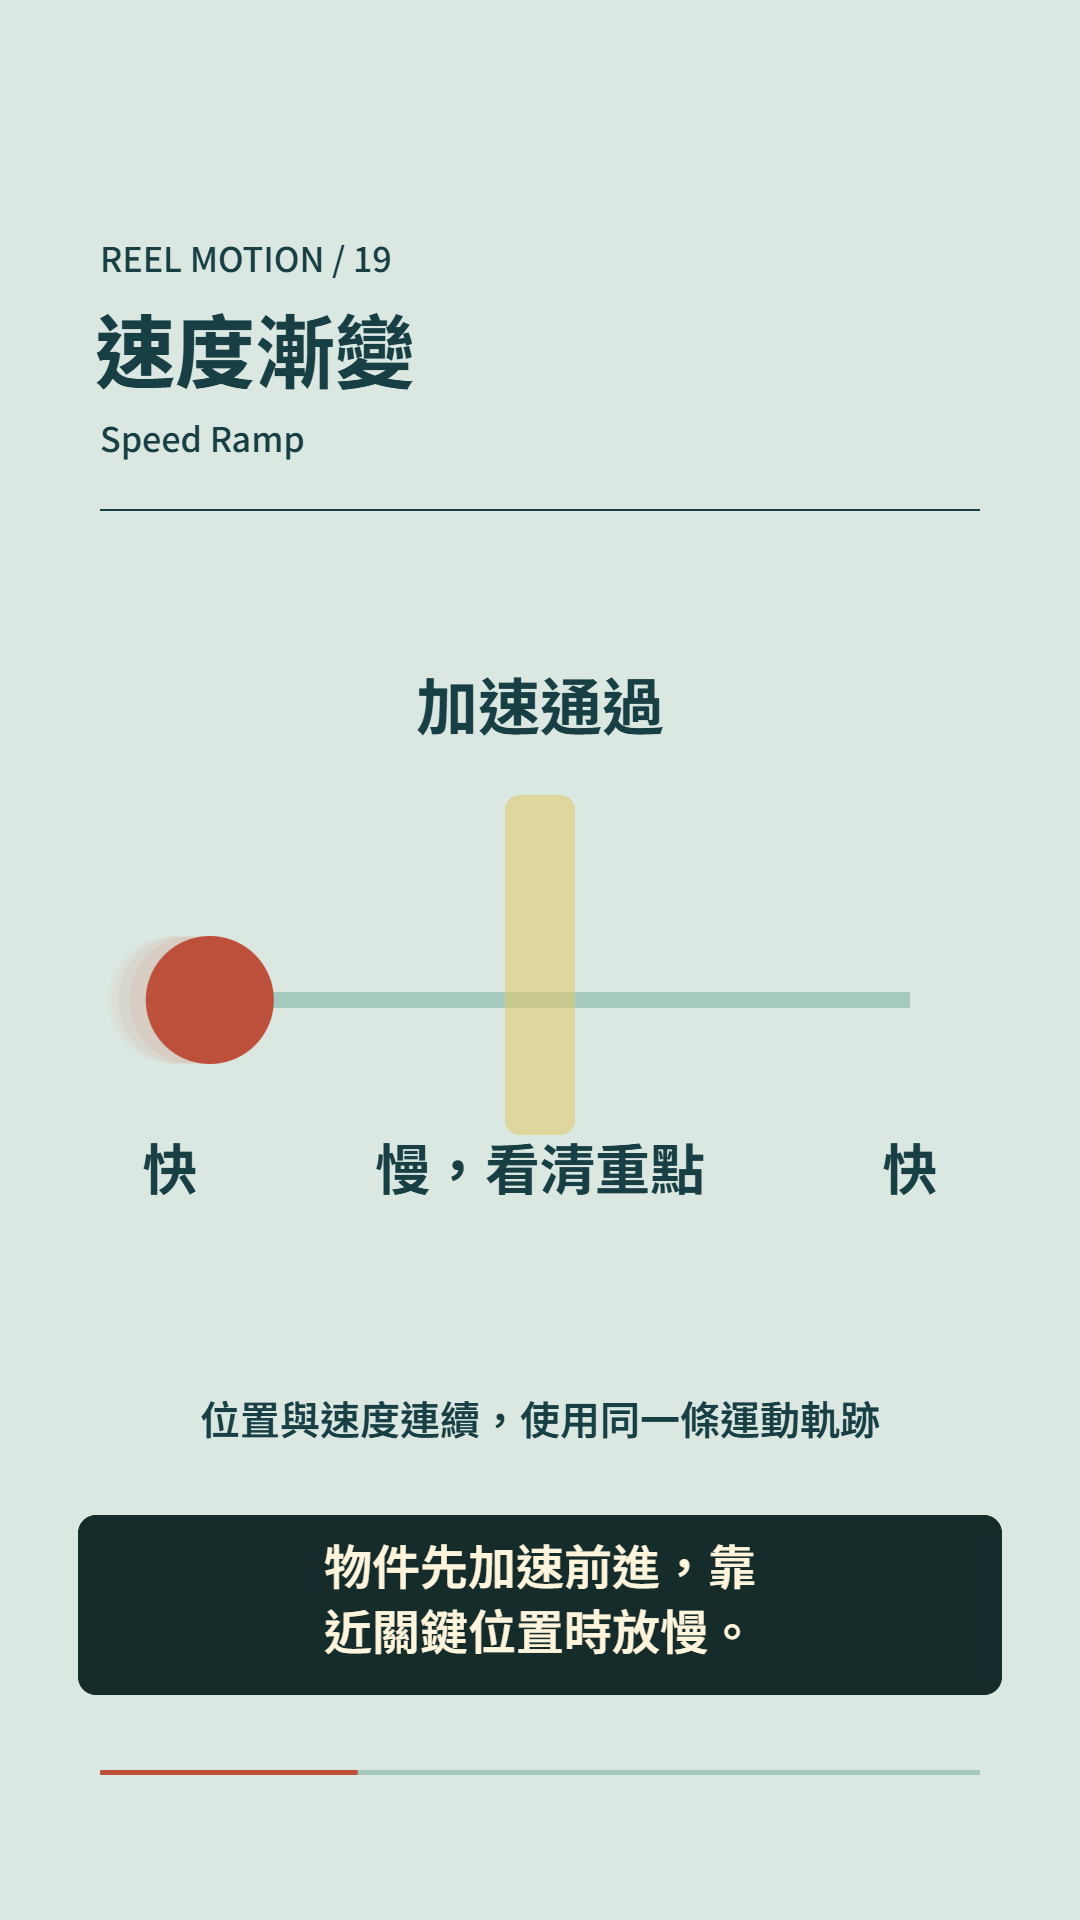 REEL MOTION / 19
速度漸變
Speed Ramp
加速通過
快
慢，看清重點
快
位置與速度連續，使用同一條運動軌跡
物件先加速前進，靠
近關鍵位置時放慢。